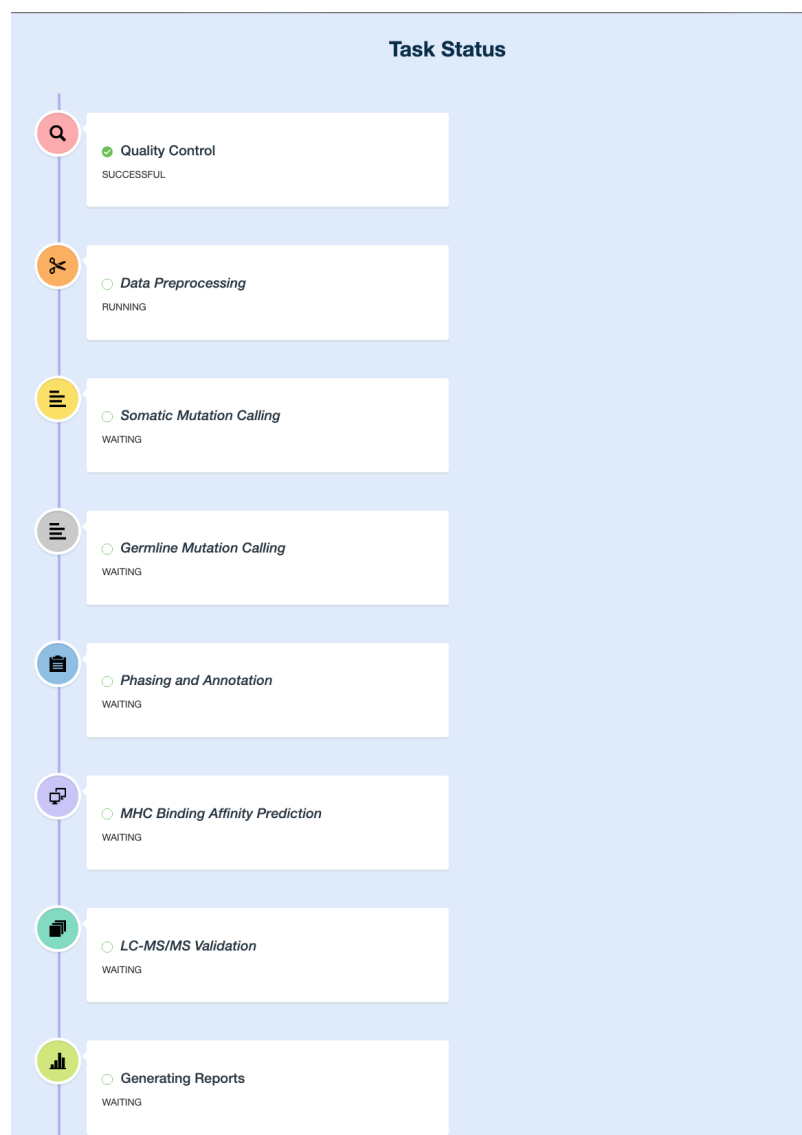 Task Status
Quality Control
SUCCESSFUL
Data Preprocessing
RUNNING
Somatic Mutation Calling
WAITING
Germline Mutation Calling
WAITING
Phasing and Annotation
WAITING
MHC Binding Affinity Prediction
WAITING
LC-MS/MS Validation
WAITING
Generating Reports
WAITING